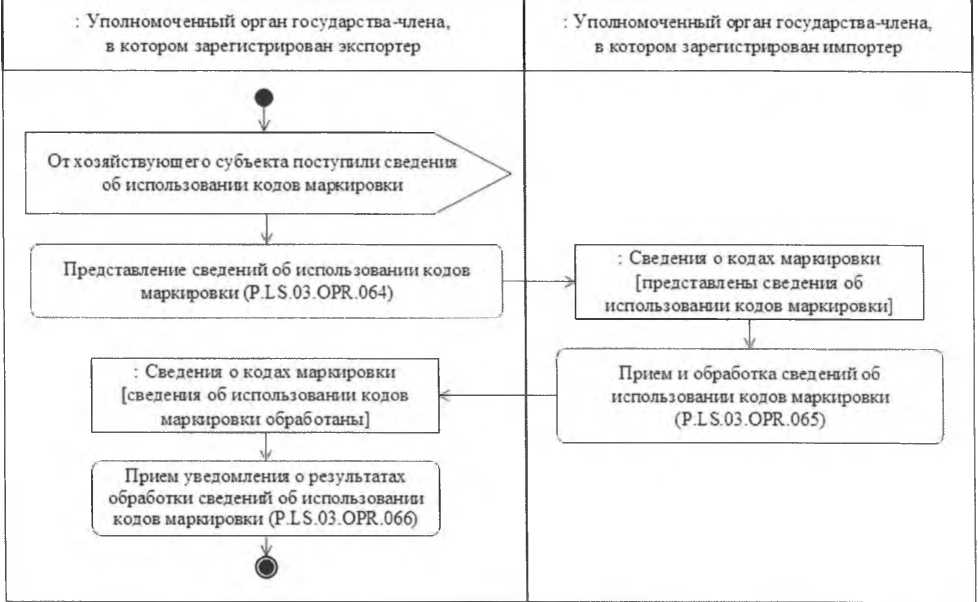 : Уполномоченный орган государства-члена,
в котором зарегистрирован экспортер
: Уполномоченный орган государства-члена,
в котором зарегистрирован импортер
От хозяйствующего субъекта поступили сведения
об использовании кодов маркировки
Представление сведений об использовании кодов
маркировки (P.LS.03.OPR.064)
: Сведения о кодах маркировки
[представлены сведения об
использовании кодов маркировки]
Прием и обработка сведений об
использовании кодов маркировки
(P.LS.03.OPR.065)
: Сведения о кодах маркировки
[сведения об использовании кодов
маркировки обработаны]
Прием уведомления о результатах
обработки сведений об использовании
кодов маркировки (P.LS.03.OPR.066)